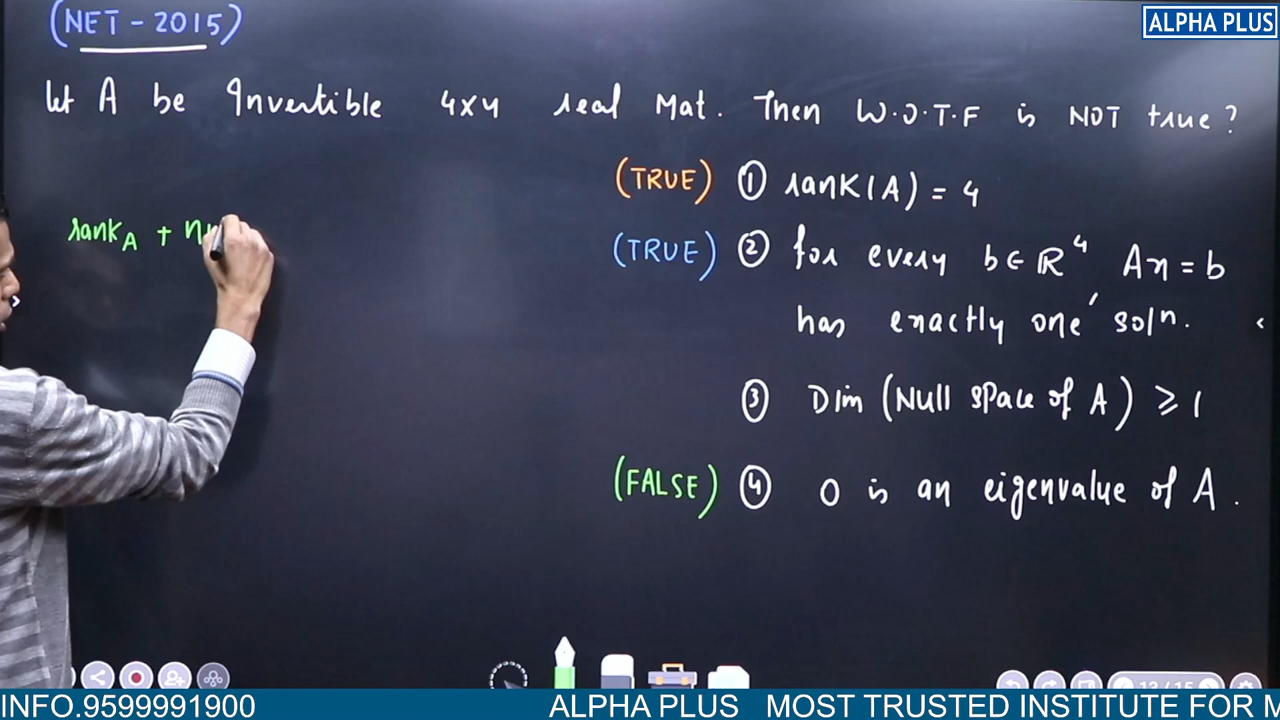 (NET - 2015)
ALPHA PLUS
Let A be Invertible 4x4 real Mat. Then W.O.T.F is NOT true?
(TRUE) ① rank(A) = 4
rank_A + nu
(TRUE) ② for every b ∈ ℝ⁴ Ax = b
has exactly one soln.
③ Dim (Null space of A) ≥ 1
(FALSE) ④ 0 is an eigenvalue of A.
INFO.9599991900 ALPHA PLUS MOST TRUSTED INSTITUTE FOR M